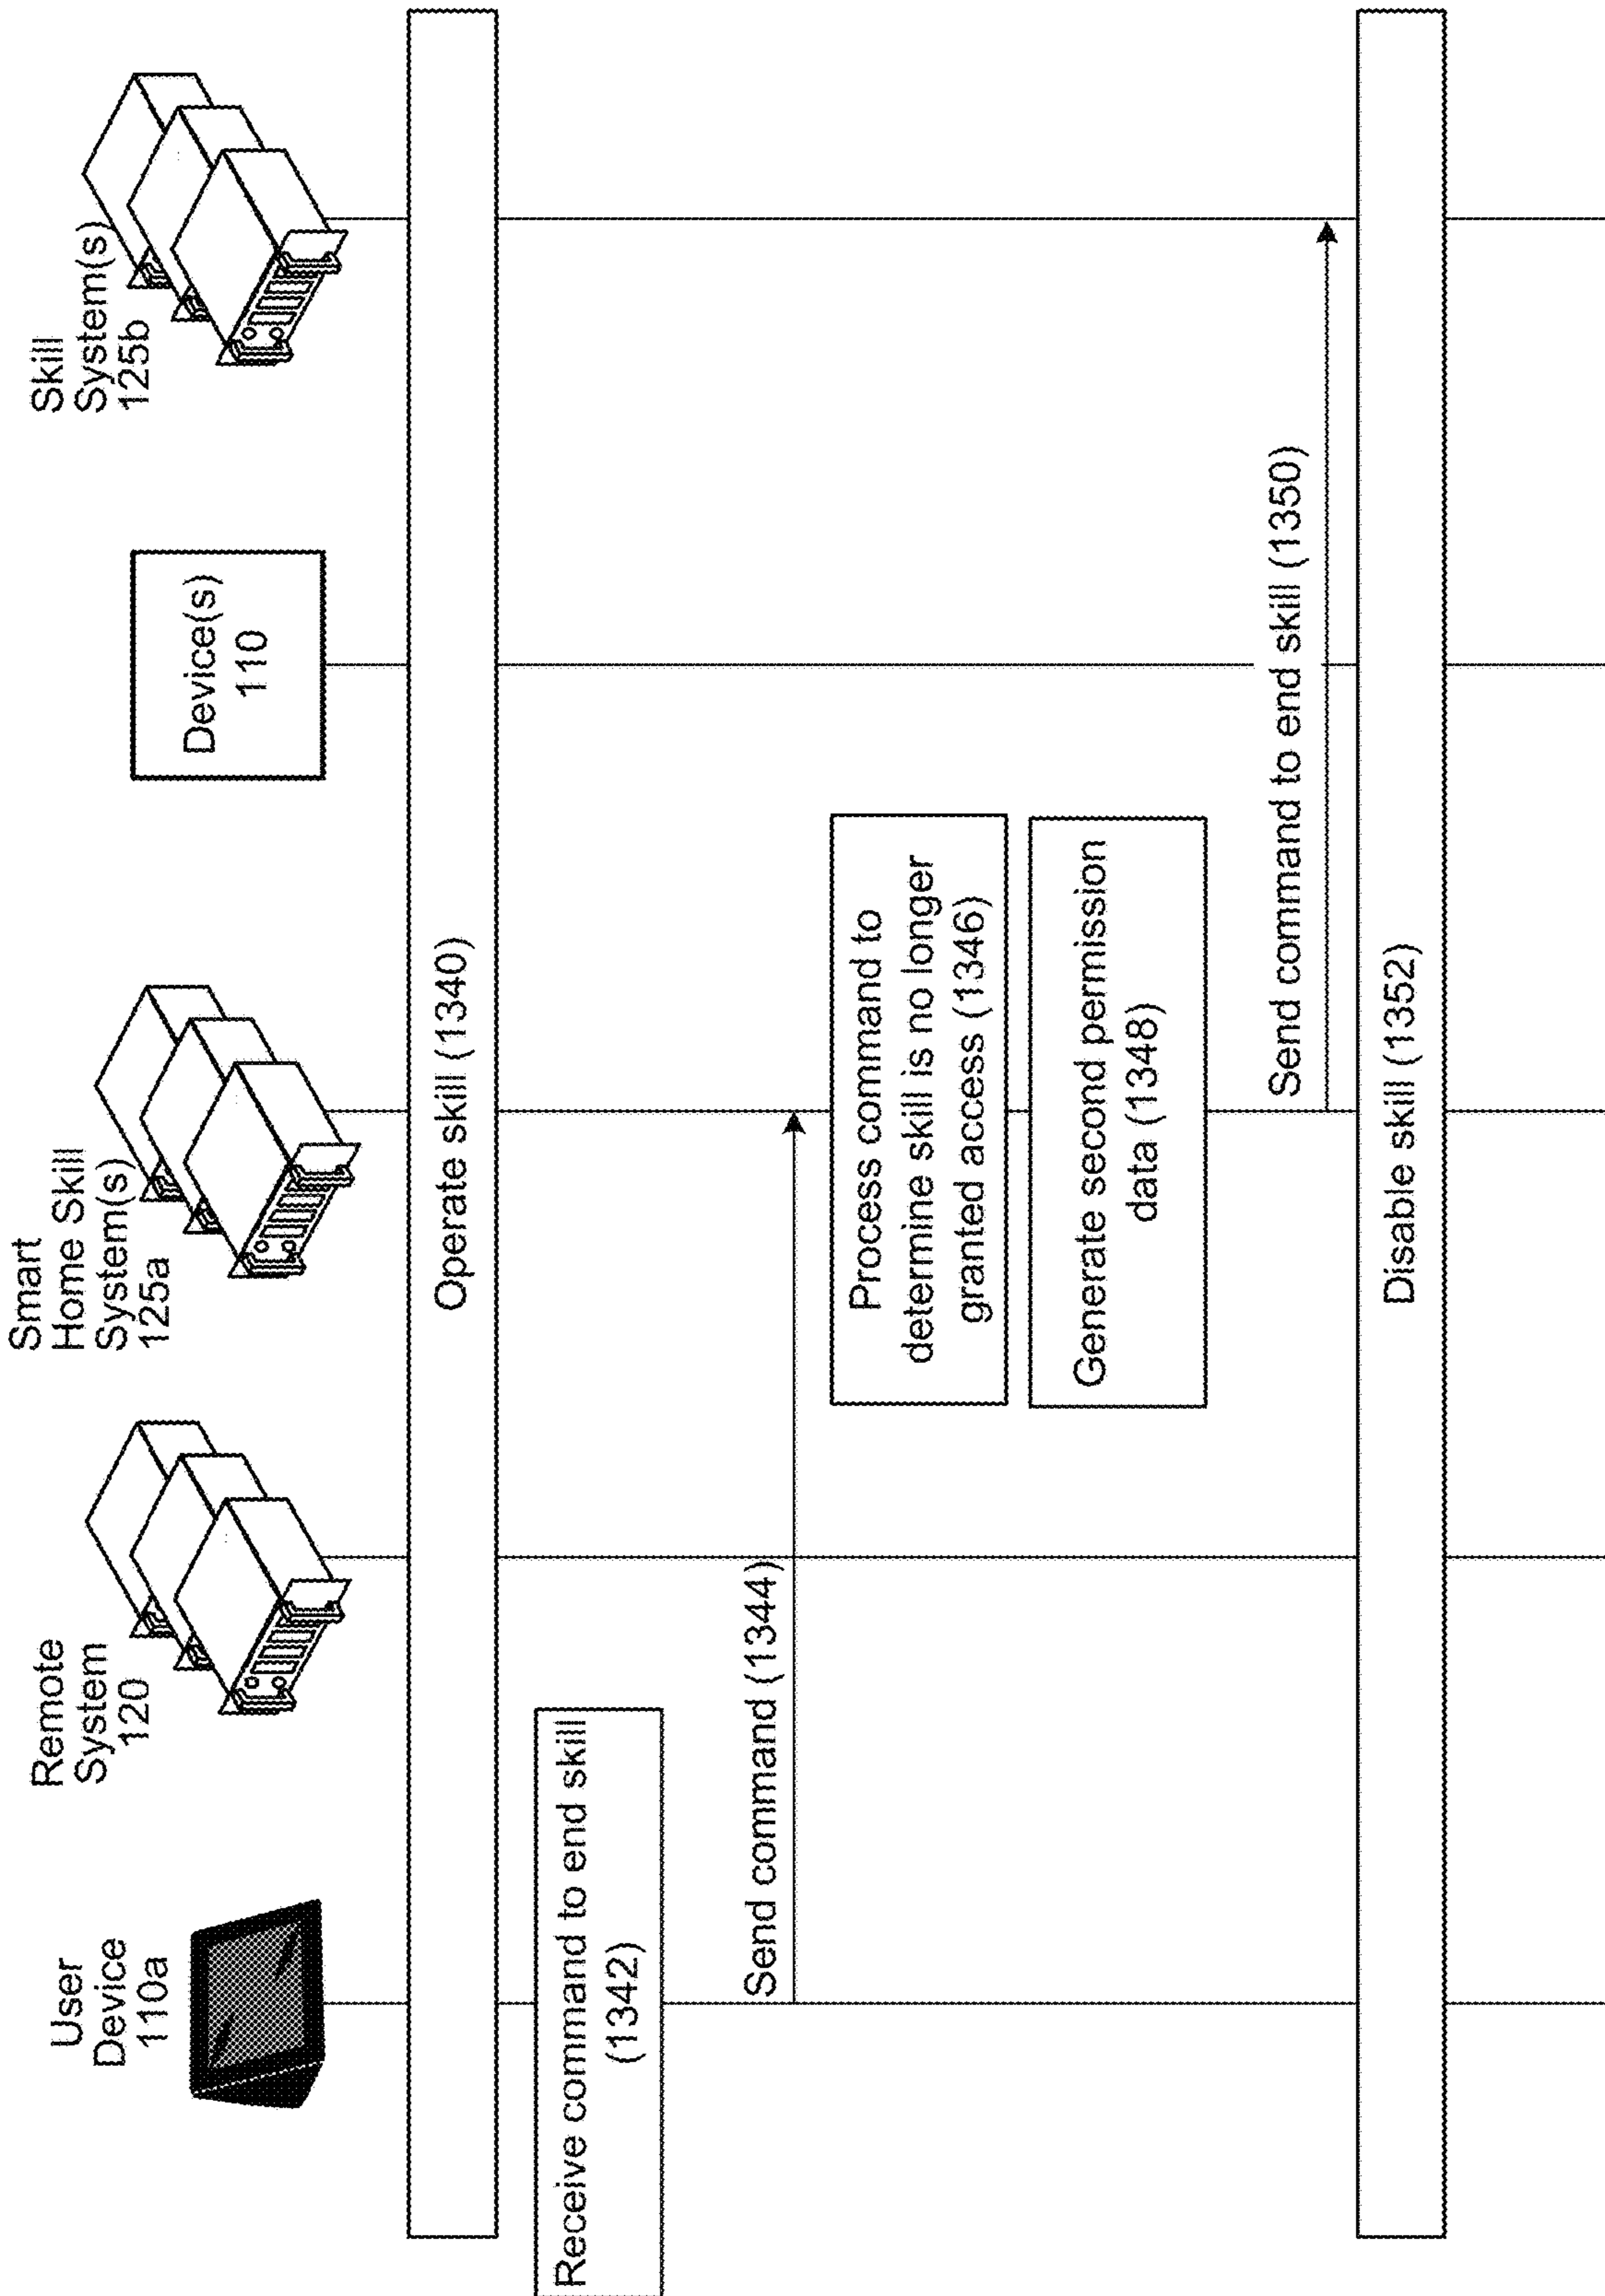 User
Device
110a
Remote
System
120
Smart
Home Skill
System(s)
125a
Device(s)
110
Skill
System(s)
125b
Operate skill (1340)
Receive command to end skill
(1342)
Send command (1344)
Process command to
determine skill is no longer
granted access (1346)
Generate second permission
data (1348)
Send command to end skill (1350)
Disable skill (1352)